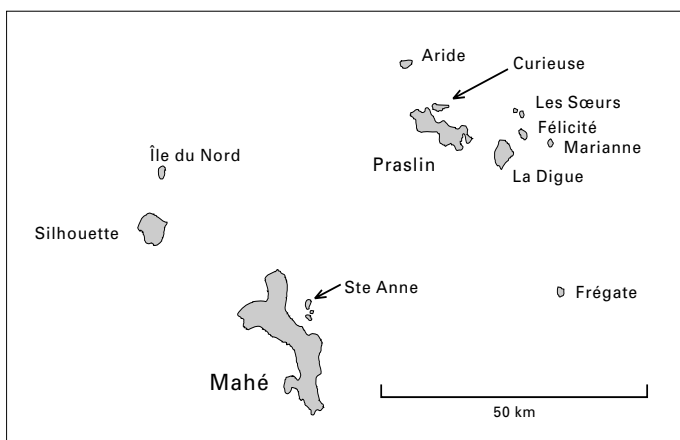 Aride
Curieuse
Les Sœurs
Félicité
Marianne
Praslin
La Digue
Île du Nord
Silhouette
Ste Anne
Frégate
Mahé
50 km